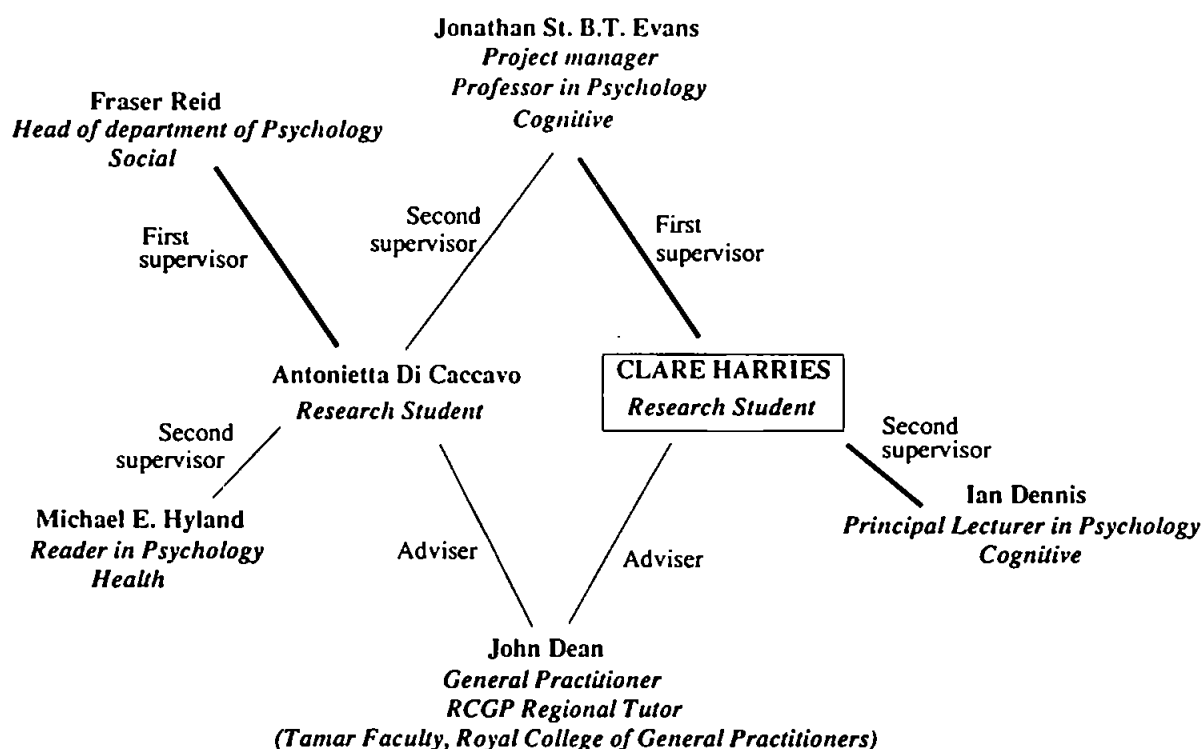 Jonathan St. B.T. Evans
Project manager
Professor in Psychology
Cognitive
Fraser Reid
Head of department of Psychology
Social
First
supervisor
Second
supervisor
First
supervisor
Antonietta Di Caccavo
Research Student
CLARE HARRIES
Research Student
Second
supervisor
Second
supervisor
Michael E. Hyland
Reader in Psychology
Health
Ian Dennis
Principal Lecturer in Psychology
Cognitive
Adviser
Adviser
John Dean
General Practitioner
RCGP Regional Tutor
(Tamar Faculty, Royal College of General Practitioners)